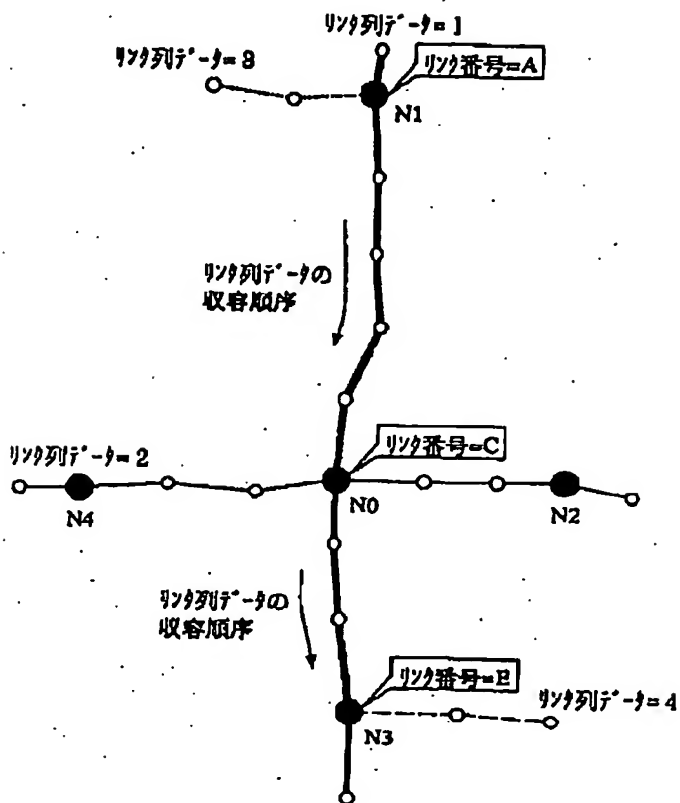 リンク列データ=1
リンク列データ=3
リンク番号=A
N1
リンク列データの
収容順序
リンク列データ=2
リンク番号=C
N4
N0
N2
リンク列データの
収容順序
リンク番号=E
リンク列データ=4
N3